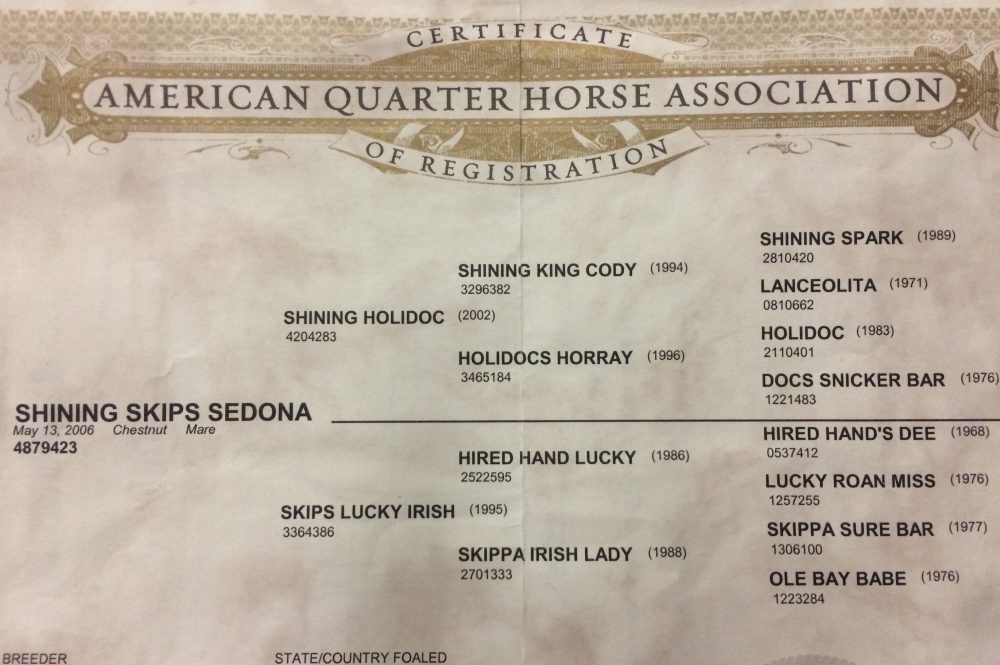 CERTIFICATE
AMERICAN QUARTER HORSE ASSOCIATION
OF REGISTRATION
SHINING SPARK (1989)
2810420
SHINING KING CODY (1994)
3296382
LANCEOLITA (1971)
0810662
SHINING HOLIDOC (2002)
4204283
HOLIDOC (1983)
2110401
HOLIDOCS HORRAY (1996)
3465184
DOCS SNICKER BAR (1976)
1221483
SHINING SKIPS SEDONA
May 13, 2006 Chestnut Mare
4879423
HIRED HAND'S DEE (1968)
0537412
HIRED HAND LUCKY (1986)
2522595
LUCKY ROAN MISS (1976)
1257255
SKIPS LUCKY IRISH (1995)
3364386
SKIPPA SURE BAR (1977)
1306100
SKIPPA IRISH LADY (1988)
2701333
OLE BAY BABE (1976)
1223284
BREEDER STATE/COUNTRY FOALED